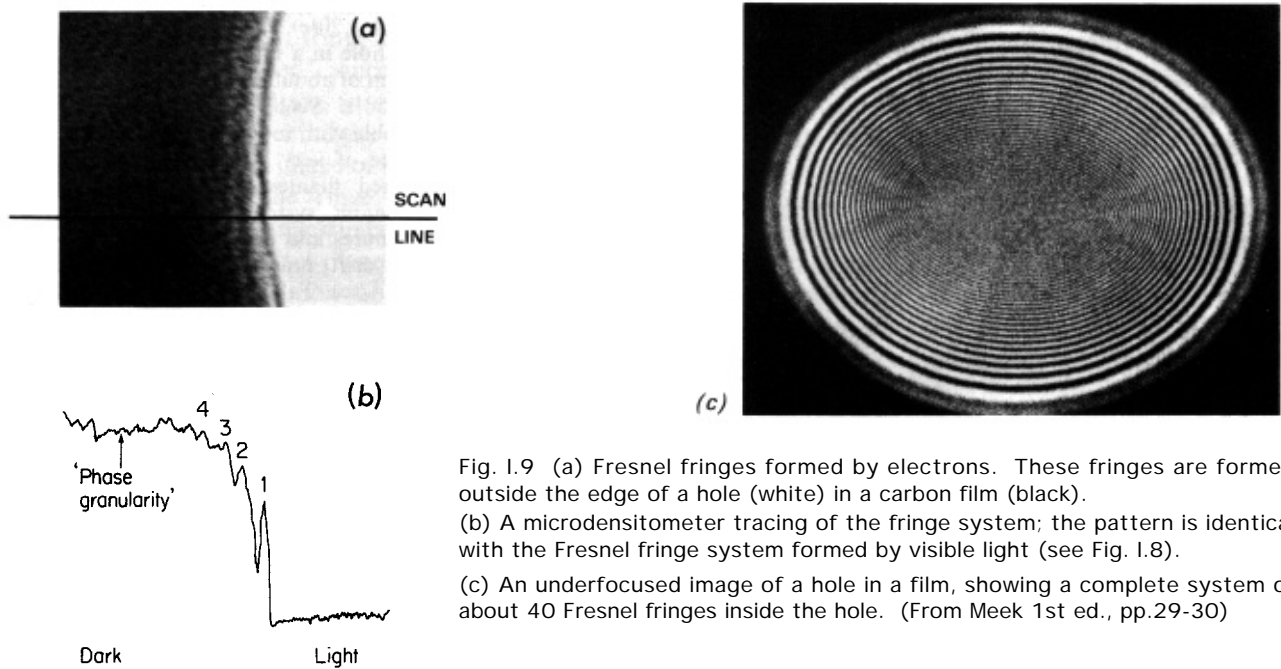 (a)
SCAN
LINE
(b)
4
3
2
1
'Phase
granularity'
Dark Light
(c)
Fig. I.9 (a) Fresnel fringes formed by electrons. These fringes are forme
outside the edge of a hole (white) in a carbon film (black).
(b) A microdensitometer tracing of the fringe system; the pattern is identica
with the Fresnel fringe system formed by visible light (see Fig. I.8).
(c) An underfocused image of a hole in a film, showing a complete system o
about 40 Fresnel fringes inside the hole. (From Meek 1st ed., pp.29-30)